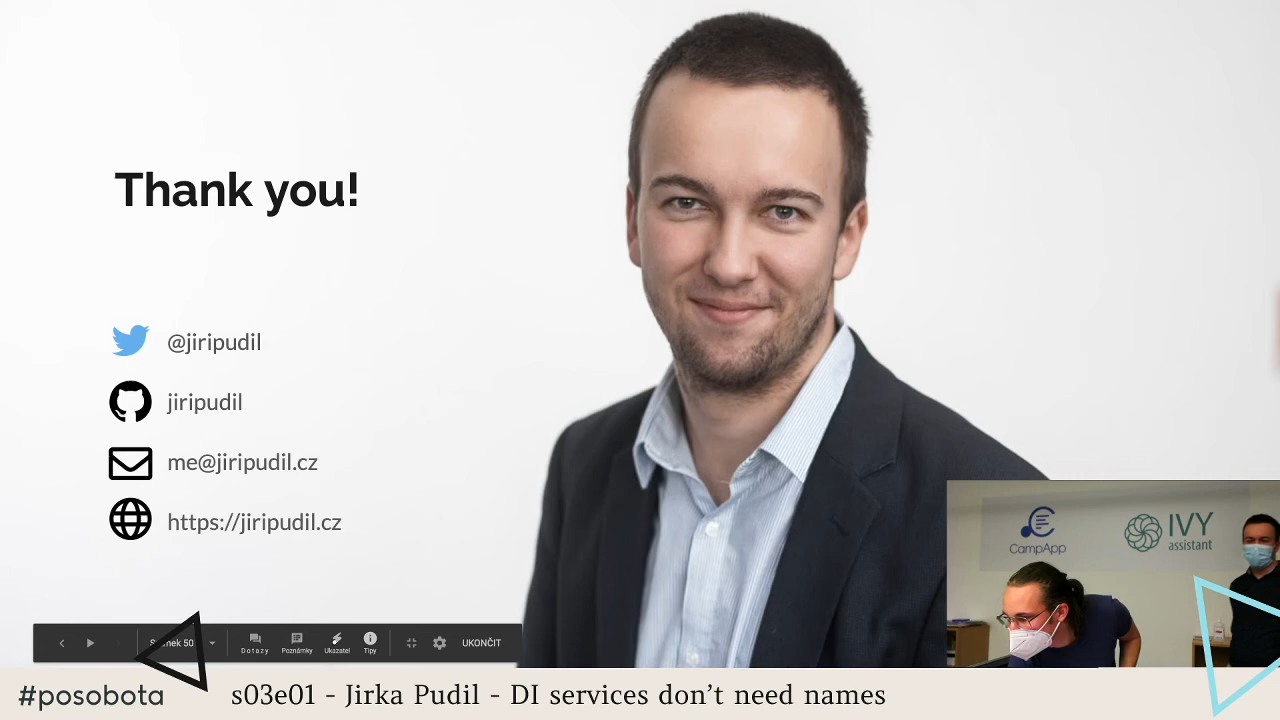 Thank you!
@jiripudil
jiripudil
me@jiripudil.cz
https://jiripudil.cz
CampApp
IVY
assistant
50
Dotazy
Poznámky
Ukazatel
Tipy
UKONČIT
#posobota
s03e01 - Jirka Pudil - DI services don’t need names